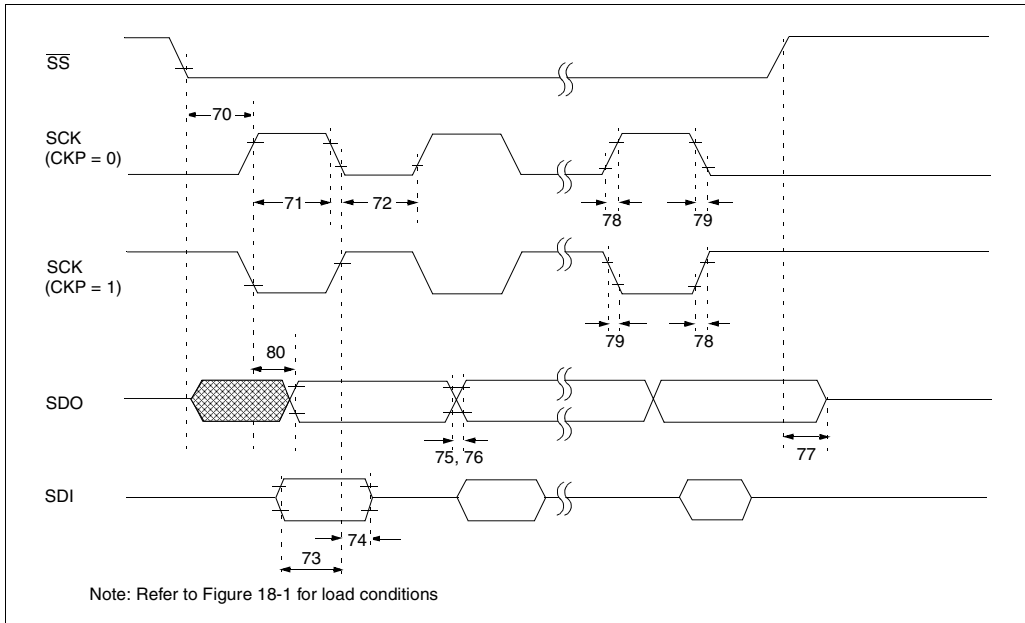 SS
70
SCK
(CKP = 0)
71
72
78
79
SCK
(CKP = 1)
79
78
80
SDO
75, 76
77
SDI
74
73
Note: Refer to Figure 18-1 for load conditions